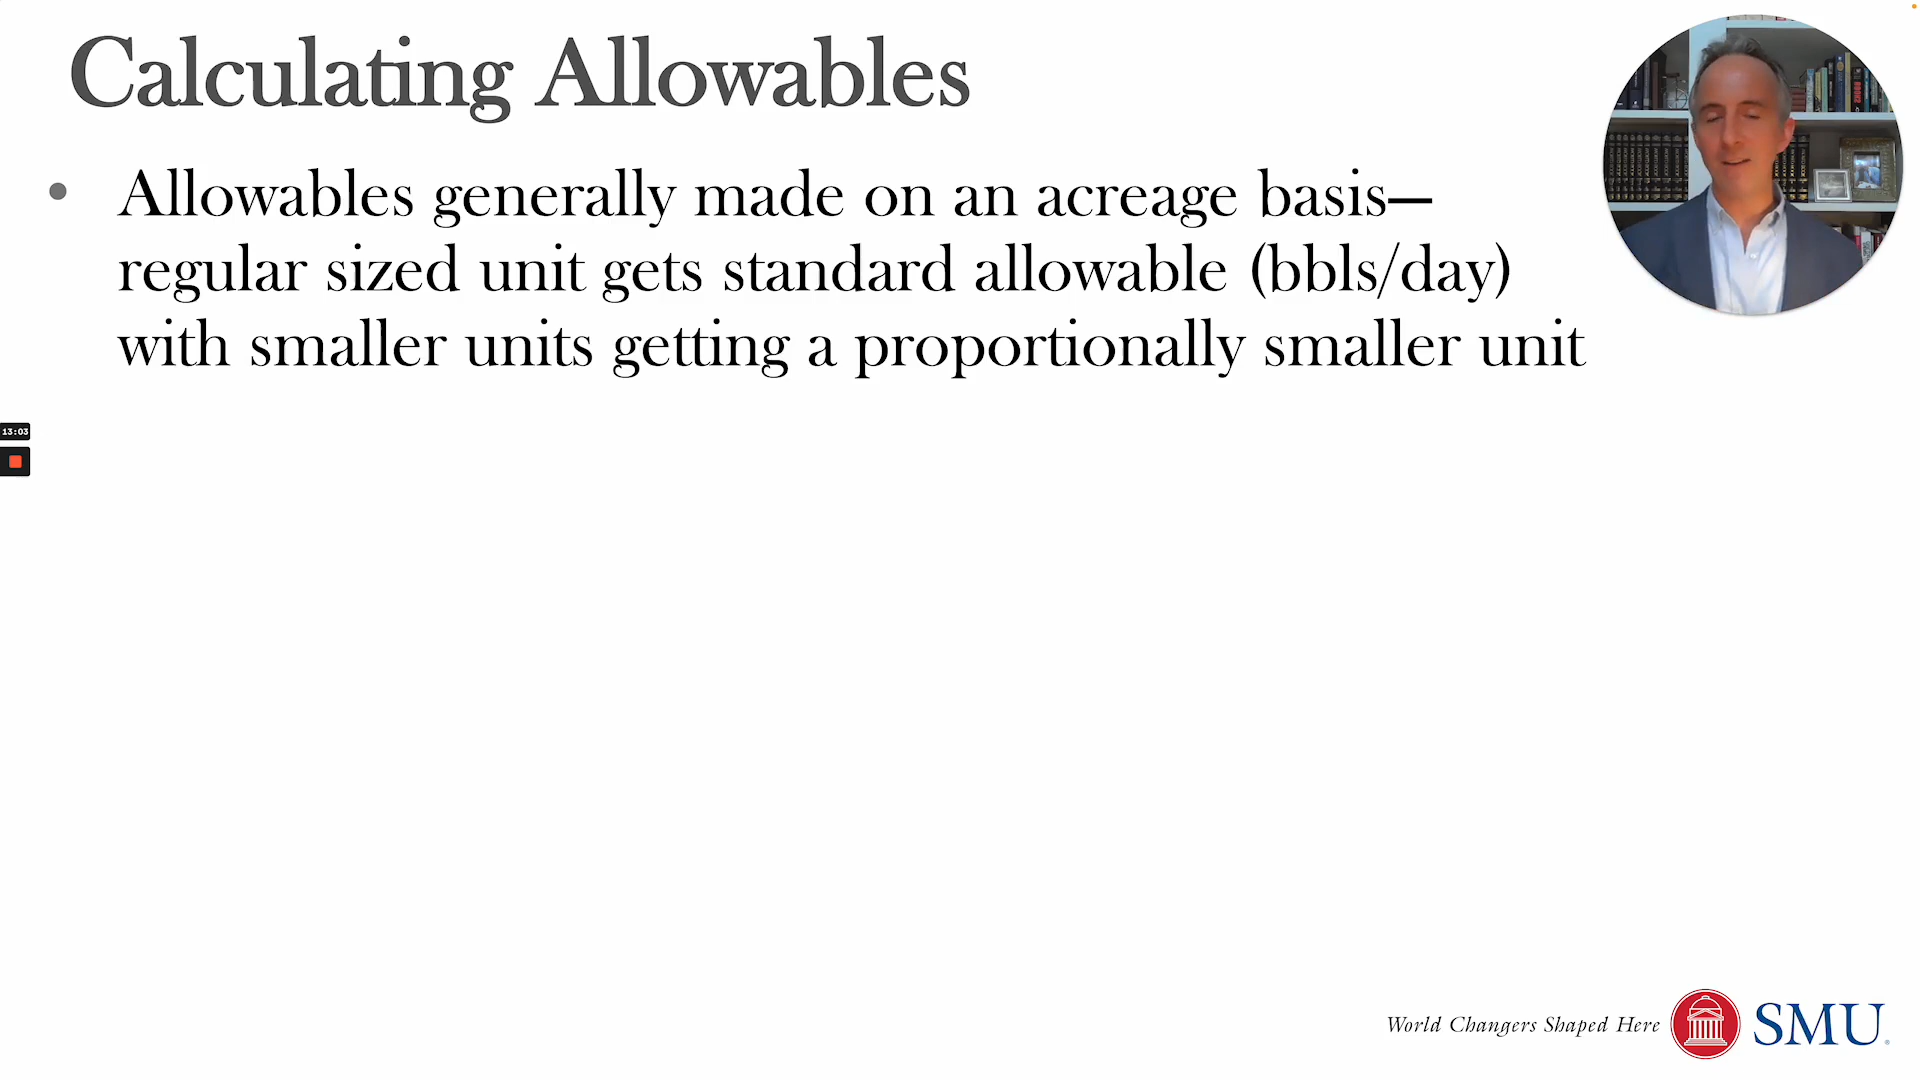 Calculating Allowables
• Allowables generally made on an acreage basis—
regular sized unit gets standard allowable (bbls/day)
with smaller units getting a proportionally smaller unit
13:03
World Changers Shaped Here
SMU